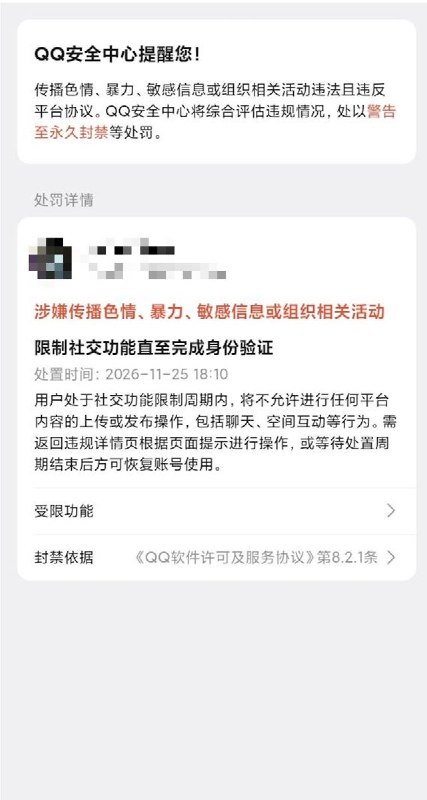 QQ安全中心提醒您！
传播色情、暴力、敏感信息或组织相关活动违法且违反
平台协议。QQ安全中心将综合评估违规情况，处以警告
至永久封禁等处罚。
处罚详情
涉嫌传播色情、暴力、敏感信息或组织相关活动
限制社交功能直至完成身份验证
处置时间：2026-11-25 18:10
用户处于社交功能限制周期内，将不允许进行任何平台
内容的上传或发布操作，包括聊天、空间互动等行为。需
返回违规详情页根据页面提示进行操作，或等待处置周
期结束后方可恢复账号使用。
受限功能
封禁依据 《QQ软件许可及服务协议》第8.2.1条